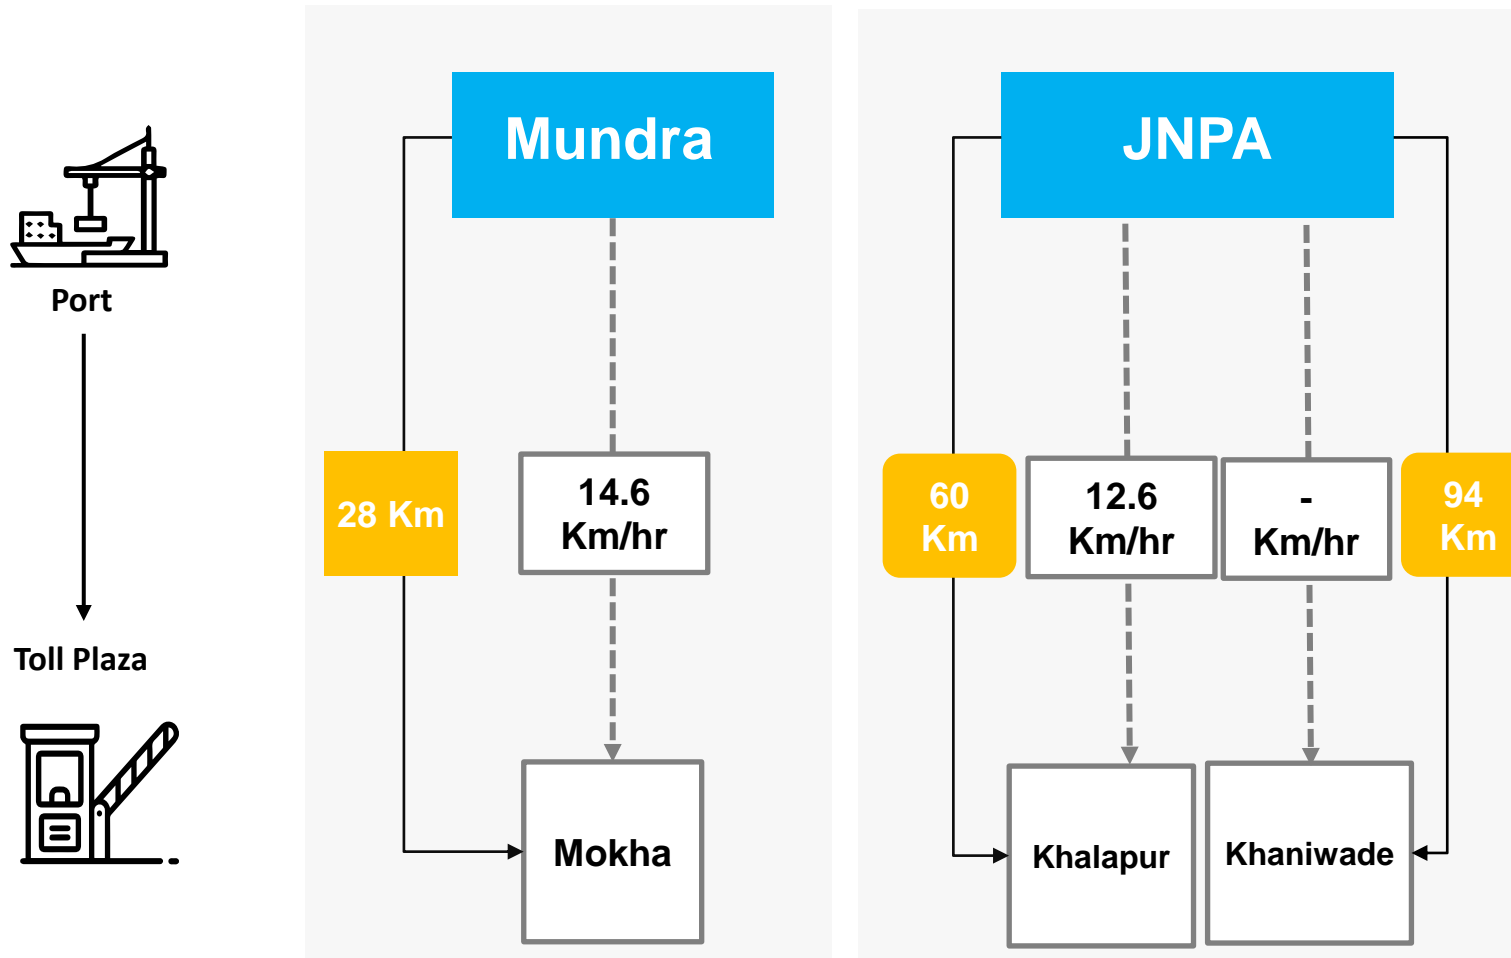 Mundra
JNPA
Port
28 Km
14.6
Km/hr
60
Km
12.6
Km/hr
-
Km/hr
94
Km
Toll Plaza
Mokha
Khalapur
Khaniwade